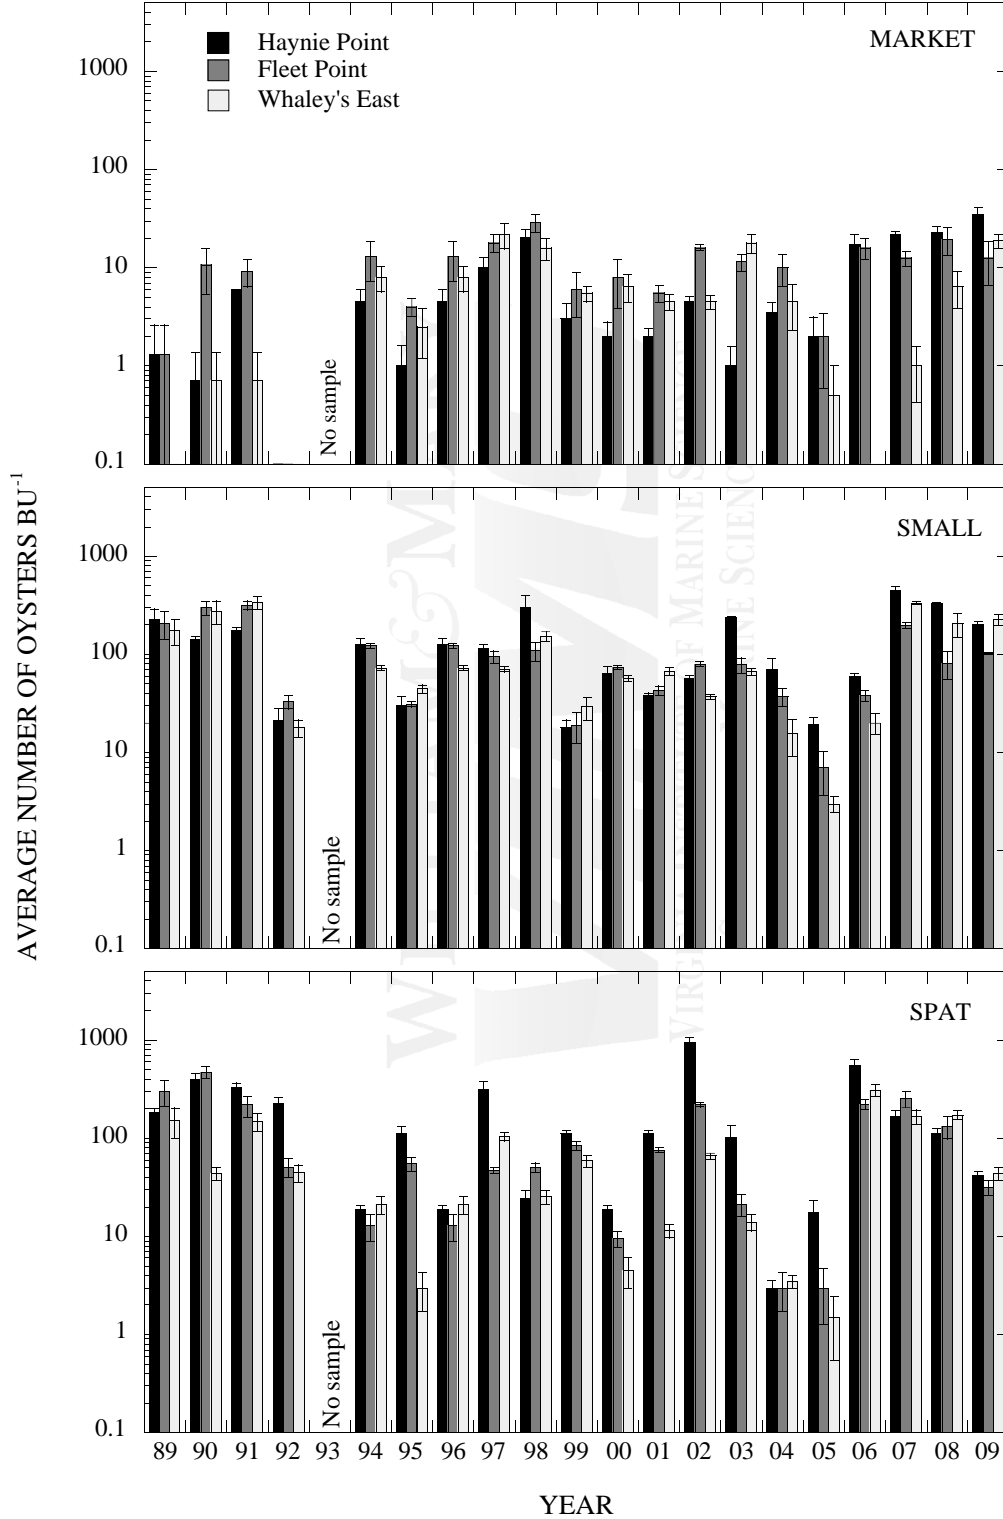 MARKET
Haynie Point
Fleet Point
Whaley's East
1000
100
10
1
0.1
No sample
SMALL
1000
100
10
1
0.1
No sample
SPAT
1000
100
10
1
0.1
No sample
AVERAGE NUMBER OF OYSTERS BU-1
89 90 91 92 93 94 95 96 97 98 99 00 01 02 03 04 05 06 07 08 09
YEAR